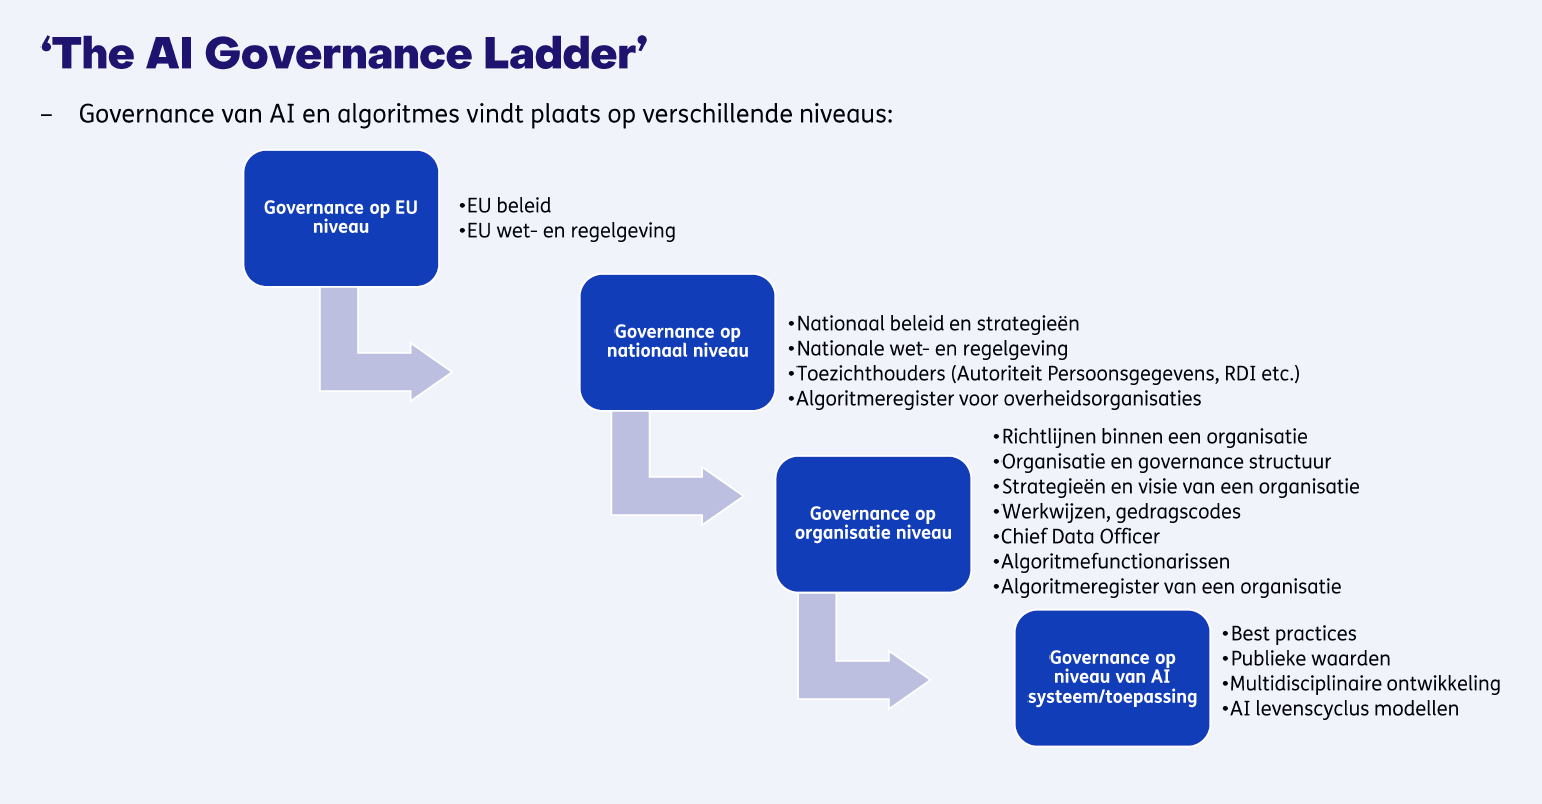 ‘The AI Governance Ladder’
– Governance van AI en algoritmes vindt plaats op verschillende niveaus:
Governance op EU
niveau
•EU beleid
•EU wet- en regelgeving
Governance op
nationaal niveau
•Nationaal beleid en strategieën
•Nationale wet- en regelgeving
•Toezichthouders (Autoriteit Persoonsgegevens, RDI etc.)
•Algoritmeregister voor overheidsorganisaties
Governance op
organisatie niveau
•Richtlijnen binnen een organisatie
•Organisatie en governance structuur
•Strategieën en visie van een organisatie
•Werkwijzen, gedragscodes
•Chief Data Officer
•Algoritmefunctionarissen
•Algoritmeregister van een organisatie
Governance op
niveau van AI
systeem/toepassing
•Best practices
•Publieke waarden
•Multidisciplinaire ontwikkeling
•AI levenscyclus modellen